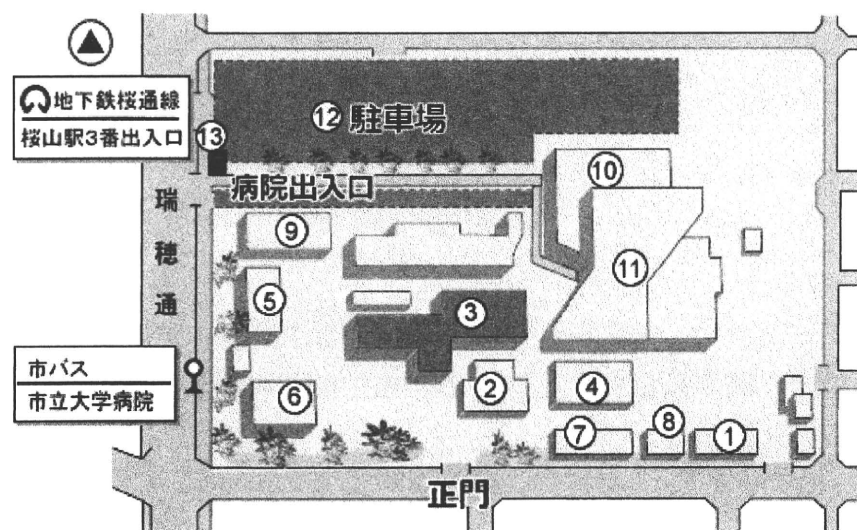 地下鉄桜通線
桜山駅3番出入口
⑬
⑫ 駐車場
病院出入口
⑩
瑞穂通
⑨
⑪
⑤
③
市バス
市立大学病院
⑥
②
④
⑦
⑧
①
正門